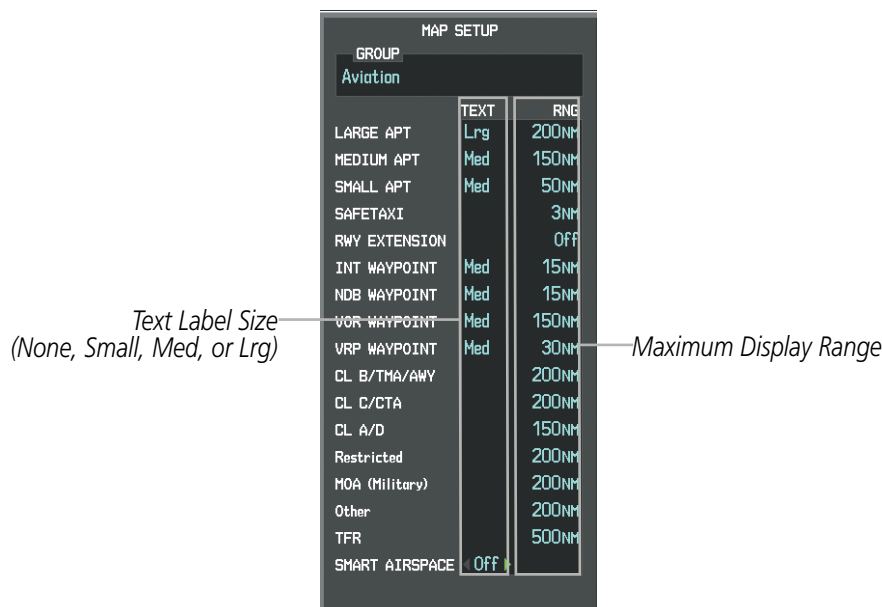 MAP SETUP
GROUP
Aviation
TEXT RNG
LARGE APT Lrg 200NM
MEDIUM APT Med 150NM
SMALL APT Med 50NM
SAFETAXI 3NM
RWY EXTENSION Off
INT WAYPOINT Med 15NM
NDB WAYPOINT Med 15NM
VOR WAYPOINT Med 150NM
VRP WAYPOINT Med 30NM
CL B/TMA/AWY 200NM
CL C/CTA 200NM
CL A/D 150NM
Restricted 200NM
MOA (Military) 200NM
Other 200NM
TFR 500NM
SMART AIRSPACE Off
Text Label Size
(None, Small, Med, or Lrg)
Maximum Display Range